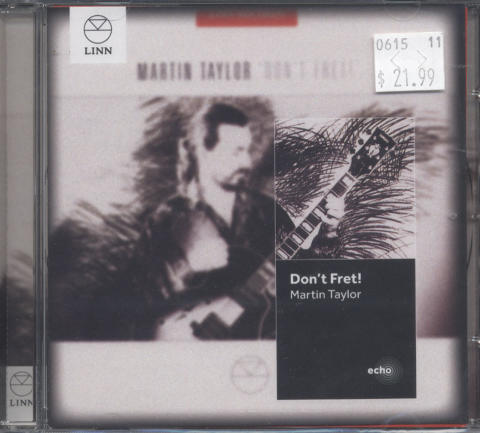 LINN
MARTIN TAYLOR 'DON'T FRET!'
0615 11
$ 21.99
Don't Fret!
Martin Taylor
echo
LINN